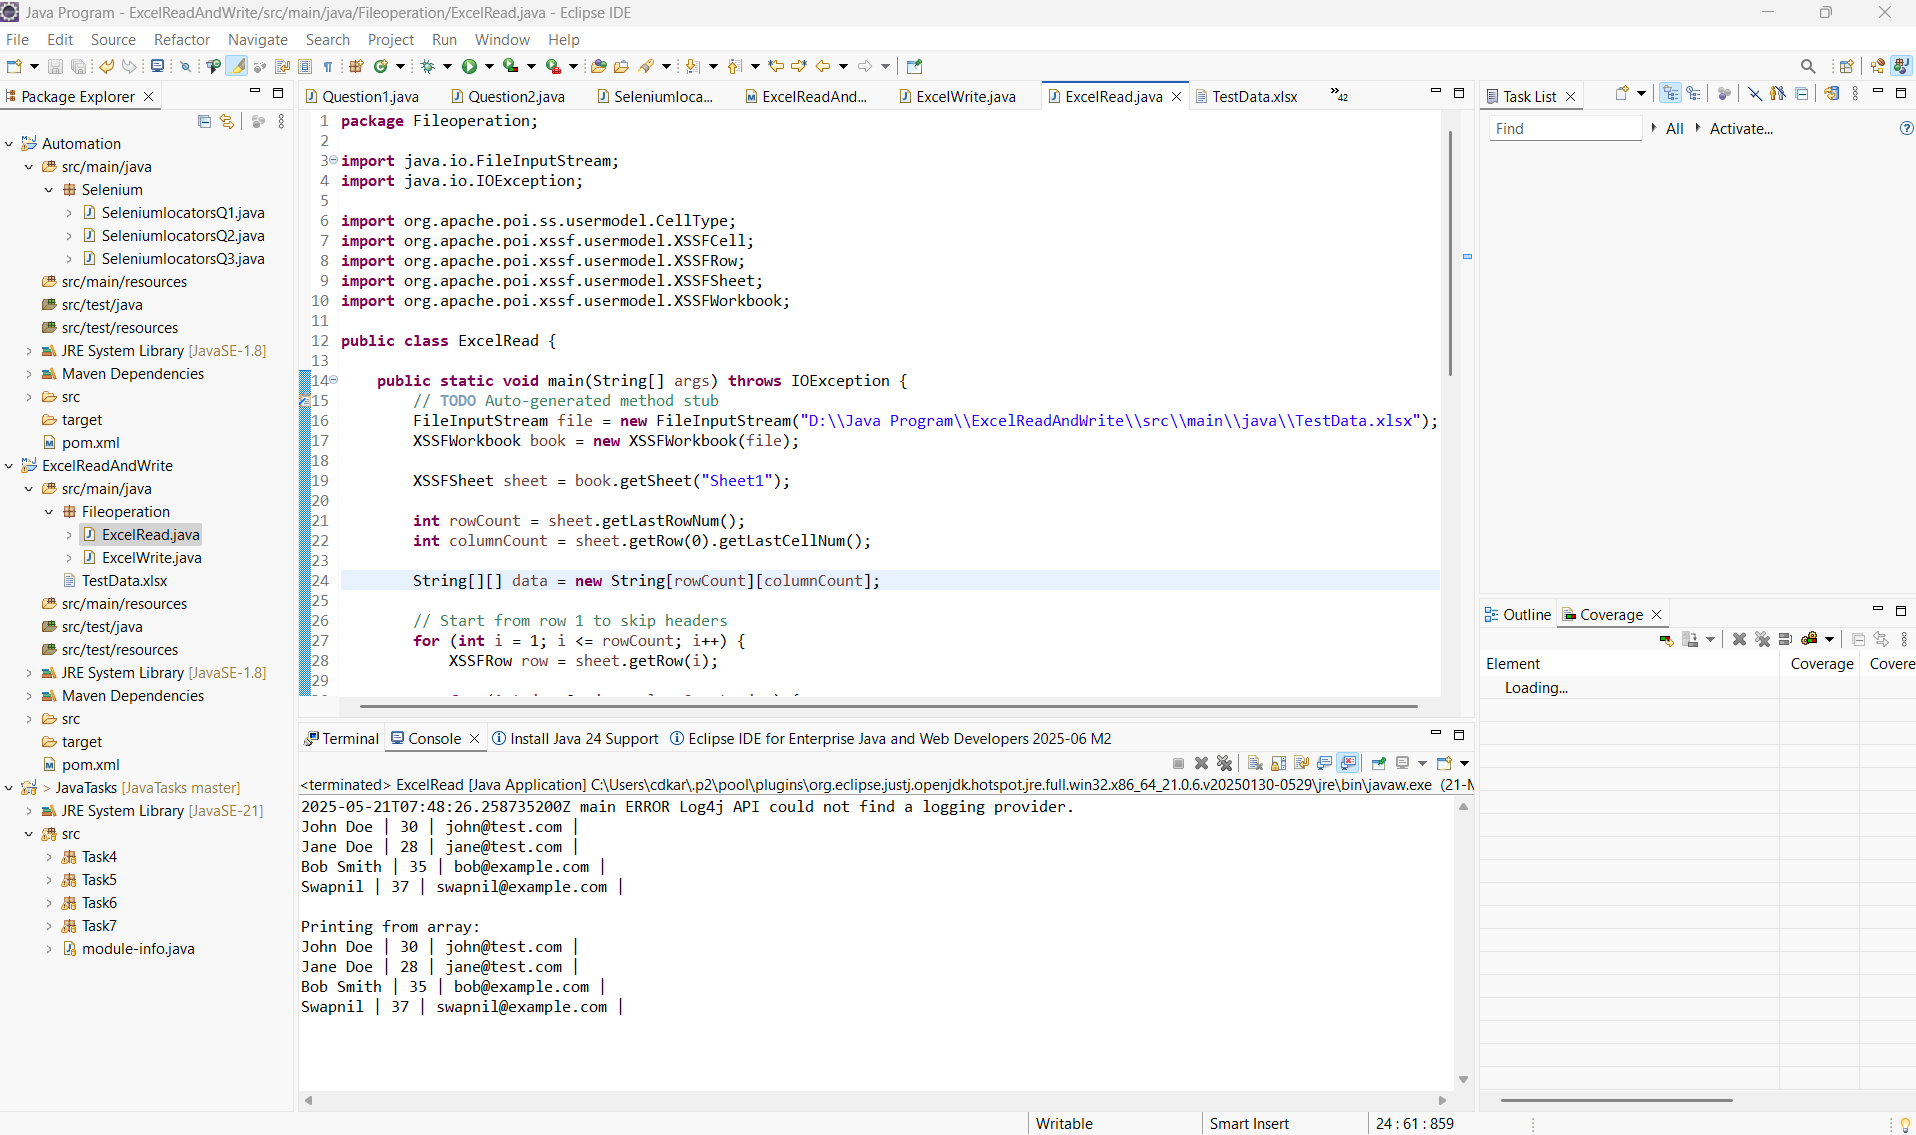 Java Program - ExcelReadAndWrite/src/main/java/Fileoperation/ExcelRead.java - Eclipse IDE
File Edit Source Refactor Navigate Search Project Run Window Help
Package Explorer
Automation
src/main/java
Selenium
SeleniumlocatorsQ1.java
SeleniumlocatorsQ2.java
SeleniumlocatorsQ3.java
src/main/resources
src/test/java
src/test/resources
JRE System Library [JavaSE-1.8]
Maven Dependencies
src
target
pom.xml
ExcelReadAndWrite
src/main/java
Fileoperation
ExcelRead.java
ExcelWrite.java
TestData.xlsx
src/main/resources
src/test/java
src/test/resources
JRE System Library [JavaSE-1.8]
Maven Dependencies
src
target
pom.xml
> JavaTasks [JavaTasks master]
JRE System Library [JavaSE-21]
src
Task4
Task5
Task6
Task7
module-info.java
Question1.java Question2.java Seleniumloca... ExcelReadAnd... ExcelWrite.java ExcelRead.java TestData.xlsx »42
1 package Fileoperation;
2
3 import java.io.FileInputStream;
4 import java.io.IOException;
5
6 import org.apache.poi.ss.usermodel.CellType;
7 import org.apache.poi.xssf.usermodel.XSSFCell;
8 import org.apache.poi.xssf.usermodel.XSSFRow;
9 import org.apache.poi.xssf.usermodel.XSSFSheet;
10 import org.apache.poi.xssf.usermodel.XSSFWorkbook;
11
12 public class ExcelRead {
13
14 public static void main(String[] args) throws IOException {
15 // TODO Auto-generated method stub
16 FileInputStream file = new FileInputStream("D:\\Java Program\\ExcelReadAndWrite\\src\\main\\java\\TestData.xlsx");
17 XSSFWorkbook book = new XSSFWorkbook(file);
18
19 XSSFSheet sheet = book.getSheet("Sheet1");
20
21 int rowCount = sheet.getLastRowNum();
22 int columnCount = sheet.getRow(0).getLastCellNum();
23
24 String[][] data = new String[rowCount][columnCount];
25
26 // Start from row 1 to skip headers
27 for (int i = 1; i <= rowCount; i++) {
28 XSSFRow row = sheet.getRow(i);
29
Terminal Console Install Java 24 Support Eclipse IDE for Enterprise Java and Web Developers 2025-06 M2
<terminated> ExcelRead [Java Application] C:\Users\cdkar\.p2\pool\plugins\org.eclipse.justj.openjdk.hotspot.jre.full.win32.x86_64_21.0.6.v20250130-0529\jre\bin\javaw.exe (21-M
2025-05-21T07:48:26.258735200Z main ERROR Log4j API could not find a logging provider.
John Doe | 30 | john@test.com |
Jane Doe | 28 | jane@test.com |
Bob Smith | 35 | bob@example.com |
Swapnil | 37 | swapnil@example.com |
Printing from array:
John Doe | 30 | john@test.com |
Jane Doe | 28 | jane@test.com |
Bob Smith | 35 | bob@example.com |
Swapnil | 37 | swapnil@example.com |
Task List
Find All Activate...
Outline Coverage
Element Coverage Covere
Loading...
Writable Smart Insert 24 : 61 : 859